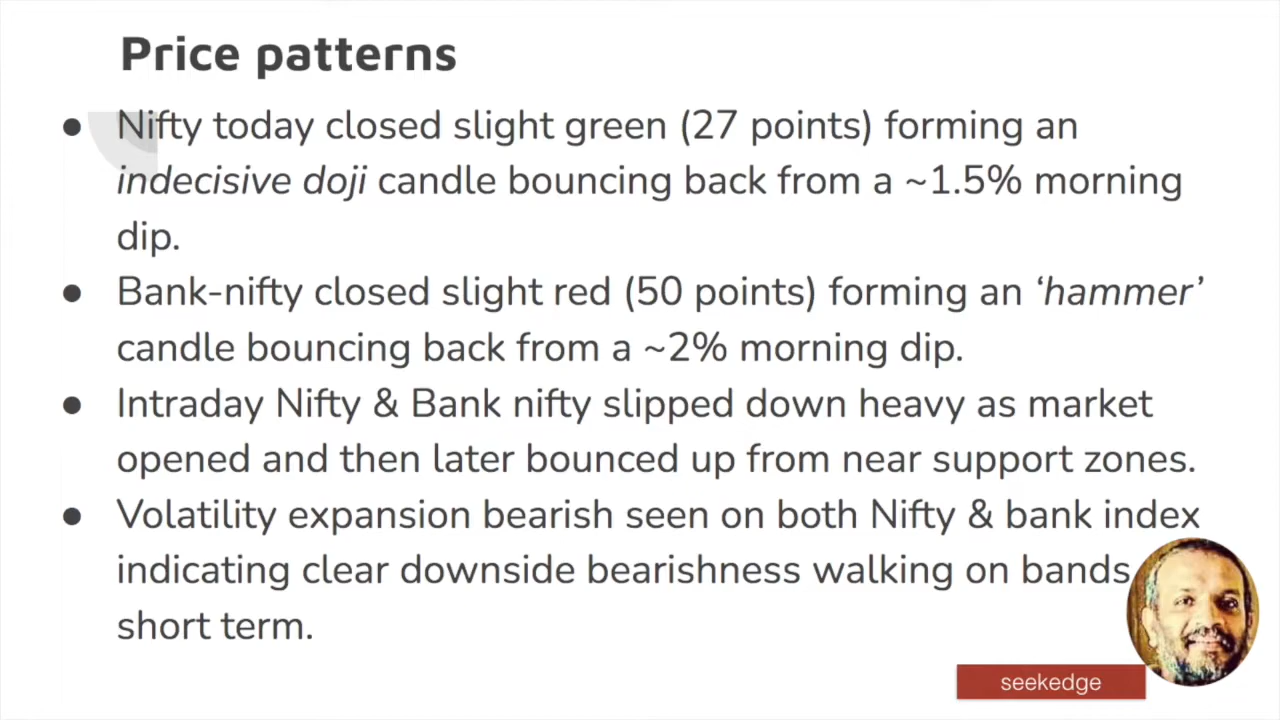 Price patterns
● Nifty today closed slight green (27 points) forming an
indecisive doji candle bouncing back from a ~1.5% morning
dip.
● Bank-nifty closed slight red (50 points) forming an ‘hammer’
candle bouncing back from a ~2% morning dip.
● Intraday Nifty & Bank nifty slipped down heavy as market
opened and then later bounced up from near support zones.
● Volatility expansion bearish seen on both Nifty & bank index
indicating clear downside bearishness walking on bands
short term.
seekedge